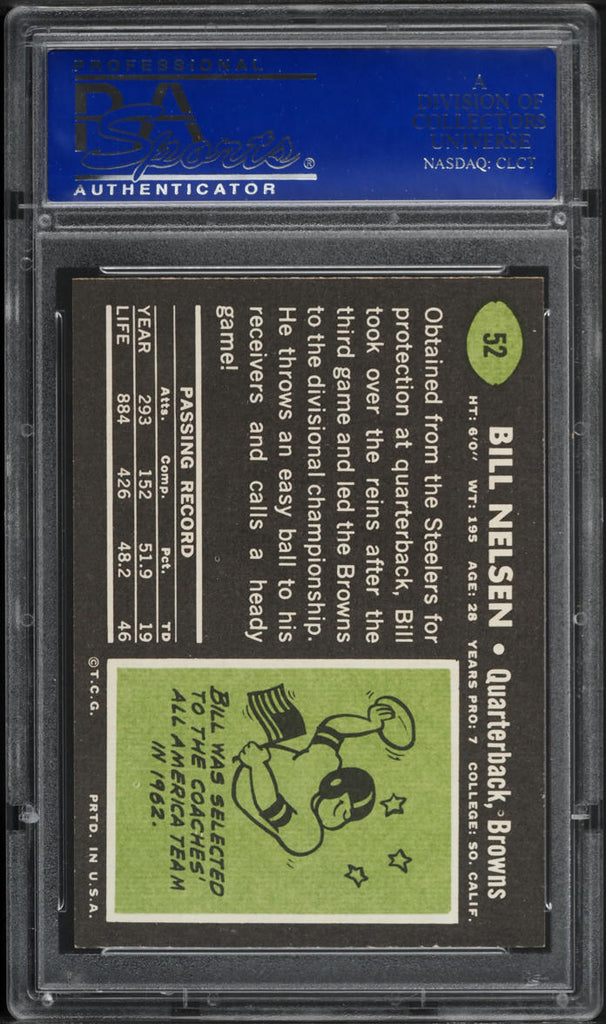 PROFESSIONAL
PSA
Sports®
AUTHENTICATOR
A
DIVISION OF
COLLECTORS
UNIVERSE
NASDAQ: CLCT
52
BILL NELSEN • Quarterback, Browns
HT: 6'0" WT: 195 AGE: 28 YEARS PRO: 7 COLLEGE: SO. CALIF.
Obtained from the Steelers for
protection at quarterback, Bill
took over the reins after the
third game and led the Browns
to the divisional championship.
He throws an easy ball to his
receivers and calls a heady
game!
PASSING RECORD
Atts. Comp. Pct. TD
YEAR 293 152 51.9 19
LIFE 884 426 48.2 46
BILL WAS SELECTED
TO THE COACHES'
ALL AMERICA TEAM
IN 1962.
©T.C.G. PRTD. IN U.S.A.